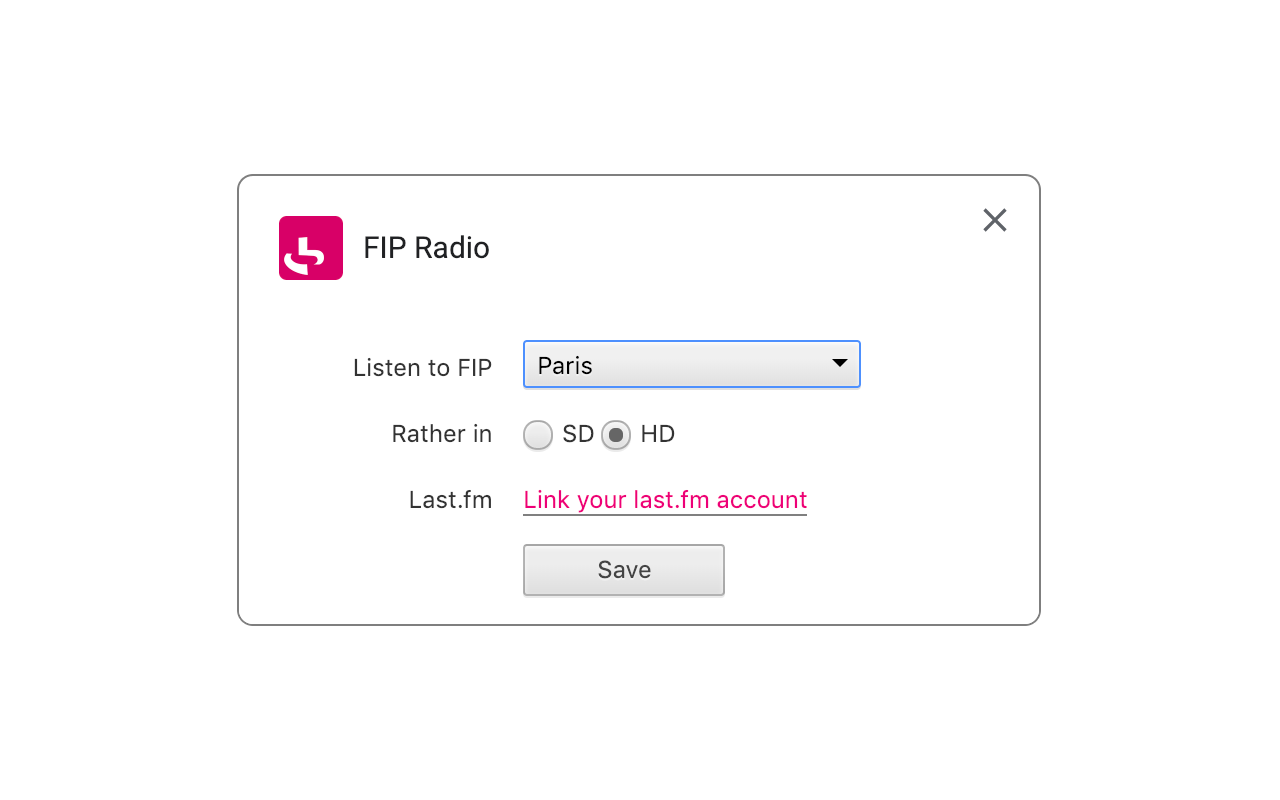 FIP Radio
Listen to FIP Paris
Rather in SD HD
Last.fm Link your last.fm account
Save